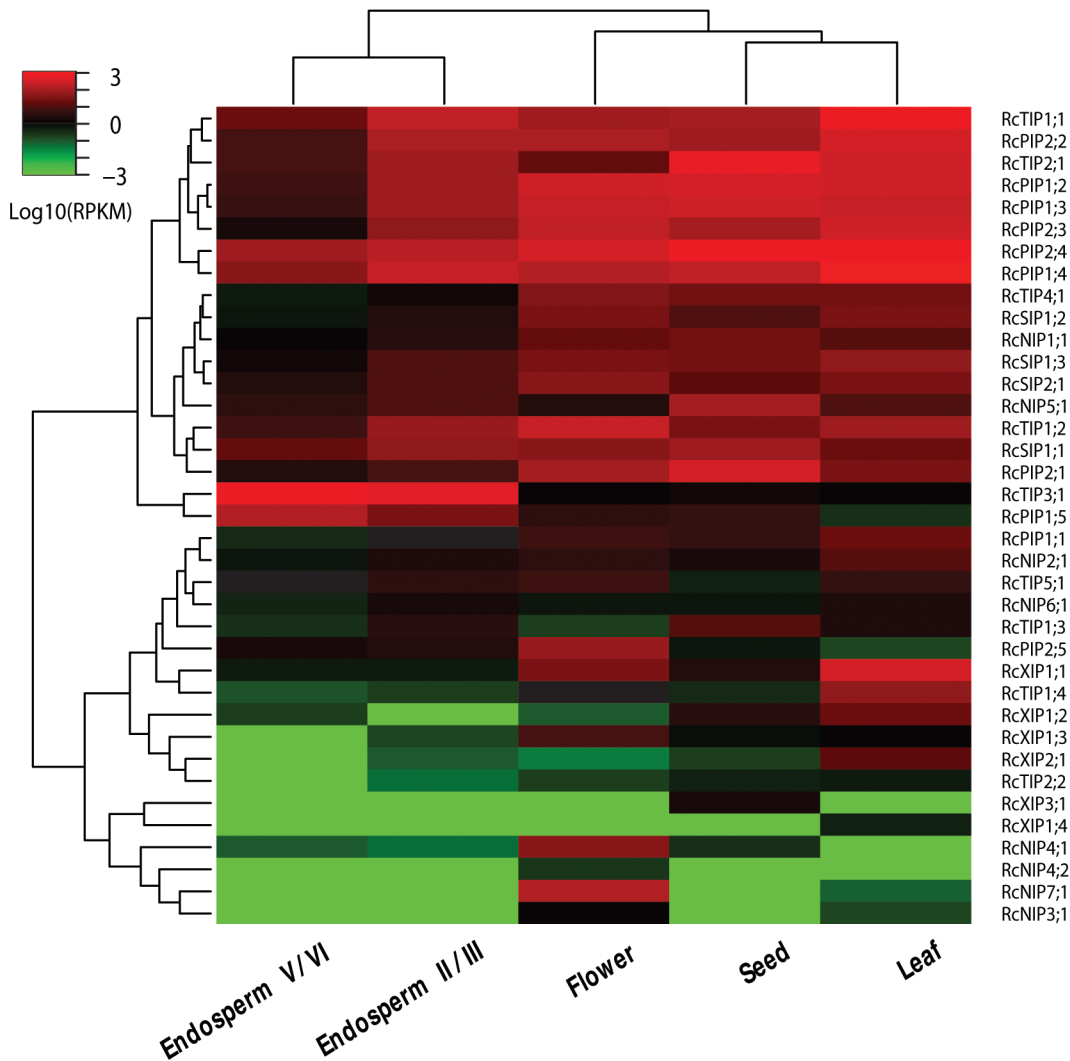 3
0
−3
Log10(RPKM)
RcTIP1;1
RcPIP2;2
RcTIP2;1
RcPIP1;2
RcPIP1;3
RcPIP2;3
RcPIP2;4
RcPIP1;4
RcTIP4;1
RcSIP1;2
RcNIP1;1
RcSIP1;3
RcSIP2;1
RcNIP5;1
RcTIP1;2
RcSIP1;1
RcPIP2;1
RcTIP3;1
RcPIP1;5
RcPIP1;1
RcNIP2;1
RcTIP5;1
RcNIP6;1
RcTIP1;3
RcPIP2;5
RcXIP1;1
RcTIP1;4
RcXIP1;2
RcXIP1;3
RcXIP2;1
RcTIP2;2
RcXIP3;1
RcXIP1;4
RcNIP4;1
RcNIP4;2
RcNIP7;1
RcNIP3;1
Endosperm V/VI
Endosperm II/III
Flower
Seed
Leaf